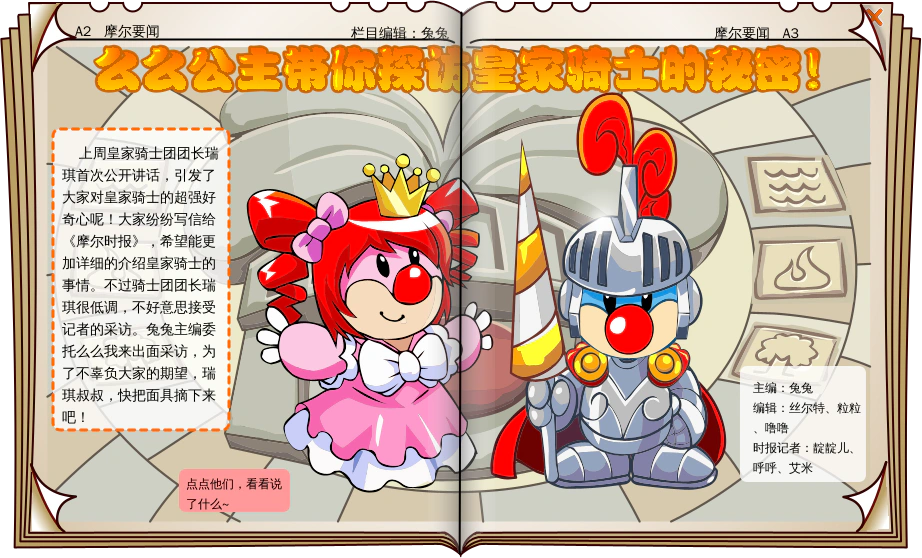 A2 摩尔要闻
栏目编辑：兔兔
摩尔要闻 A3
么么公主带你探访皇家骑士的秘密！
上周皇家骑士团团长瑞
琪首次公开讲话，引发了
大家对皇家骑士的超强好
奇心呢！大家纷纷写信给
《摩尔时报》，希望能更
加详细的介绍皇家骑士的
事情。不过骑士团团长瑞
琪很低调，不好意思接受
记者的采访。兔兔主编委
托么么我来出面采访，为
了不辜负大家的期望，瑞
琪叔叔，快把面具摘下来
吧！
点点他们，看看说
了什么~
主编：兔兔
编辑：丝尔特、粒粒
、噜噜
时报记者：靛靛儿、
呼呼、艾米